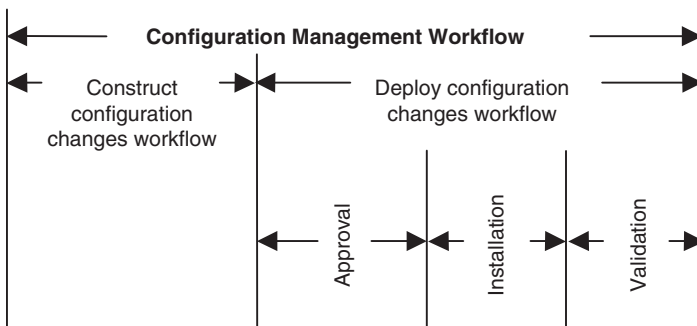 Configuration Management Workflow
Construct
configuration
changes workflow
Deploy configuration
changes workflow
Approval
Installation
Validation